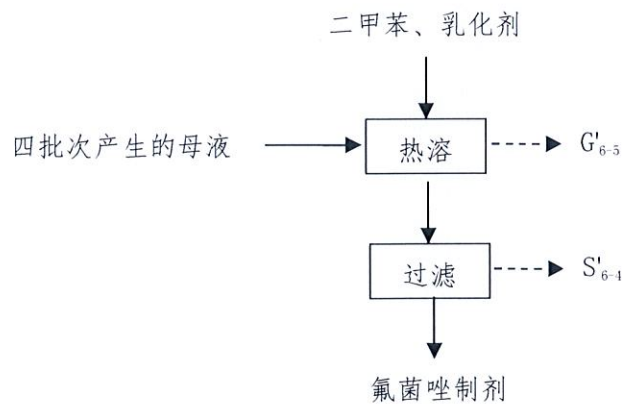 二甲苯、乳化剂
四批次产生的母液
热溶
G'6-5
过滤
S'6-4
氟菌唑制剂